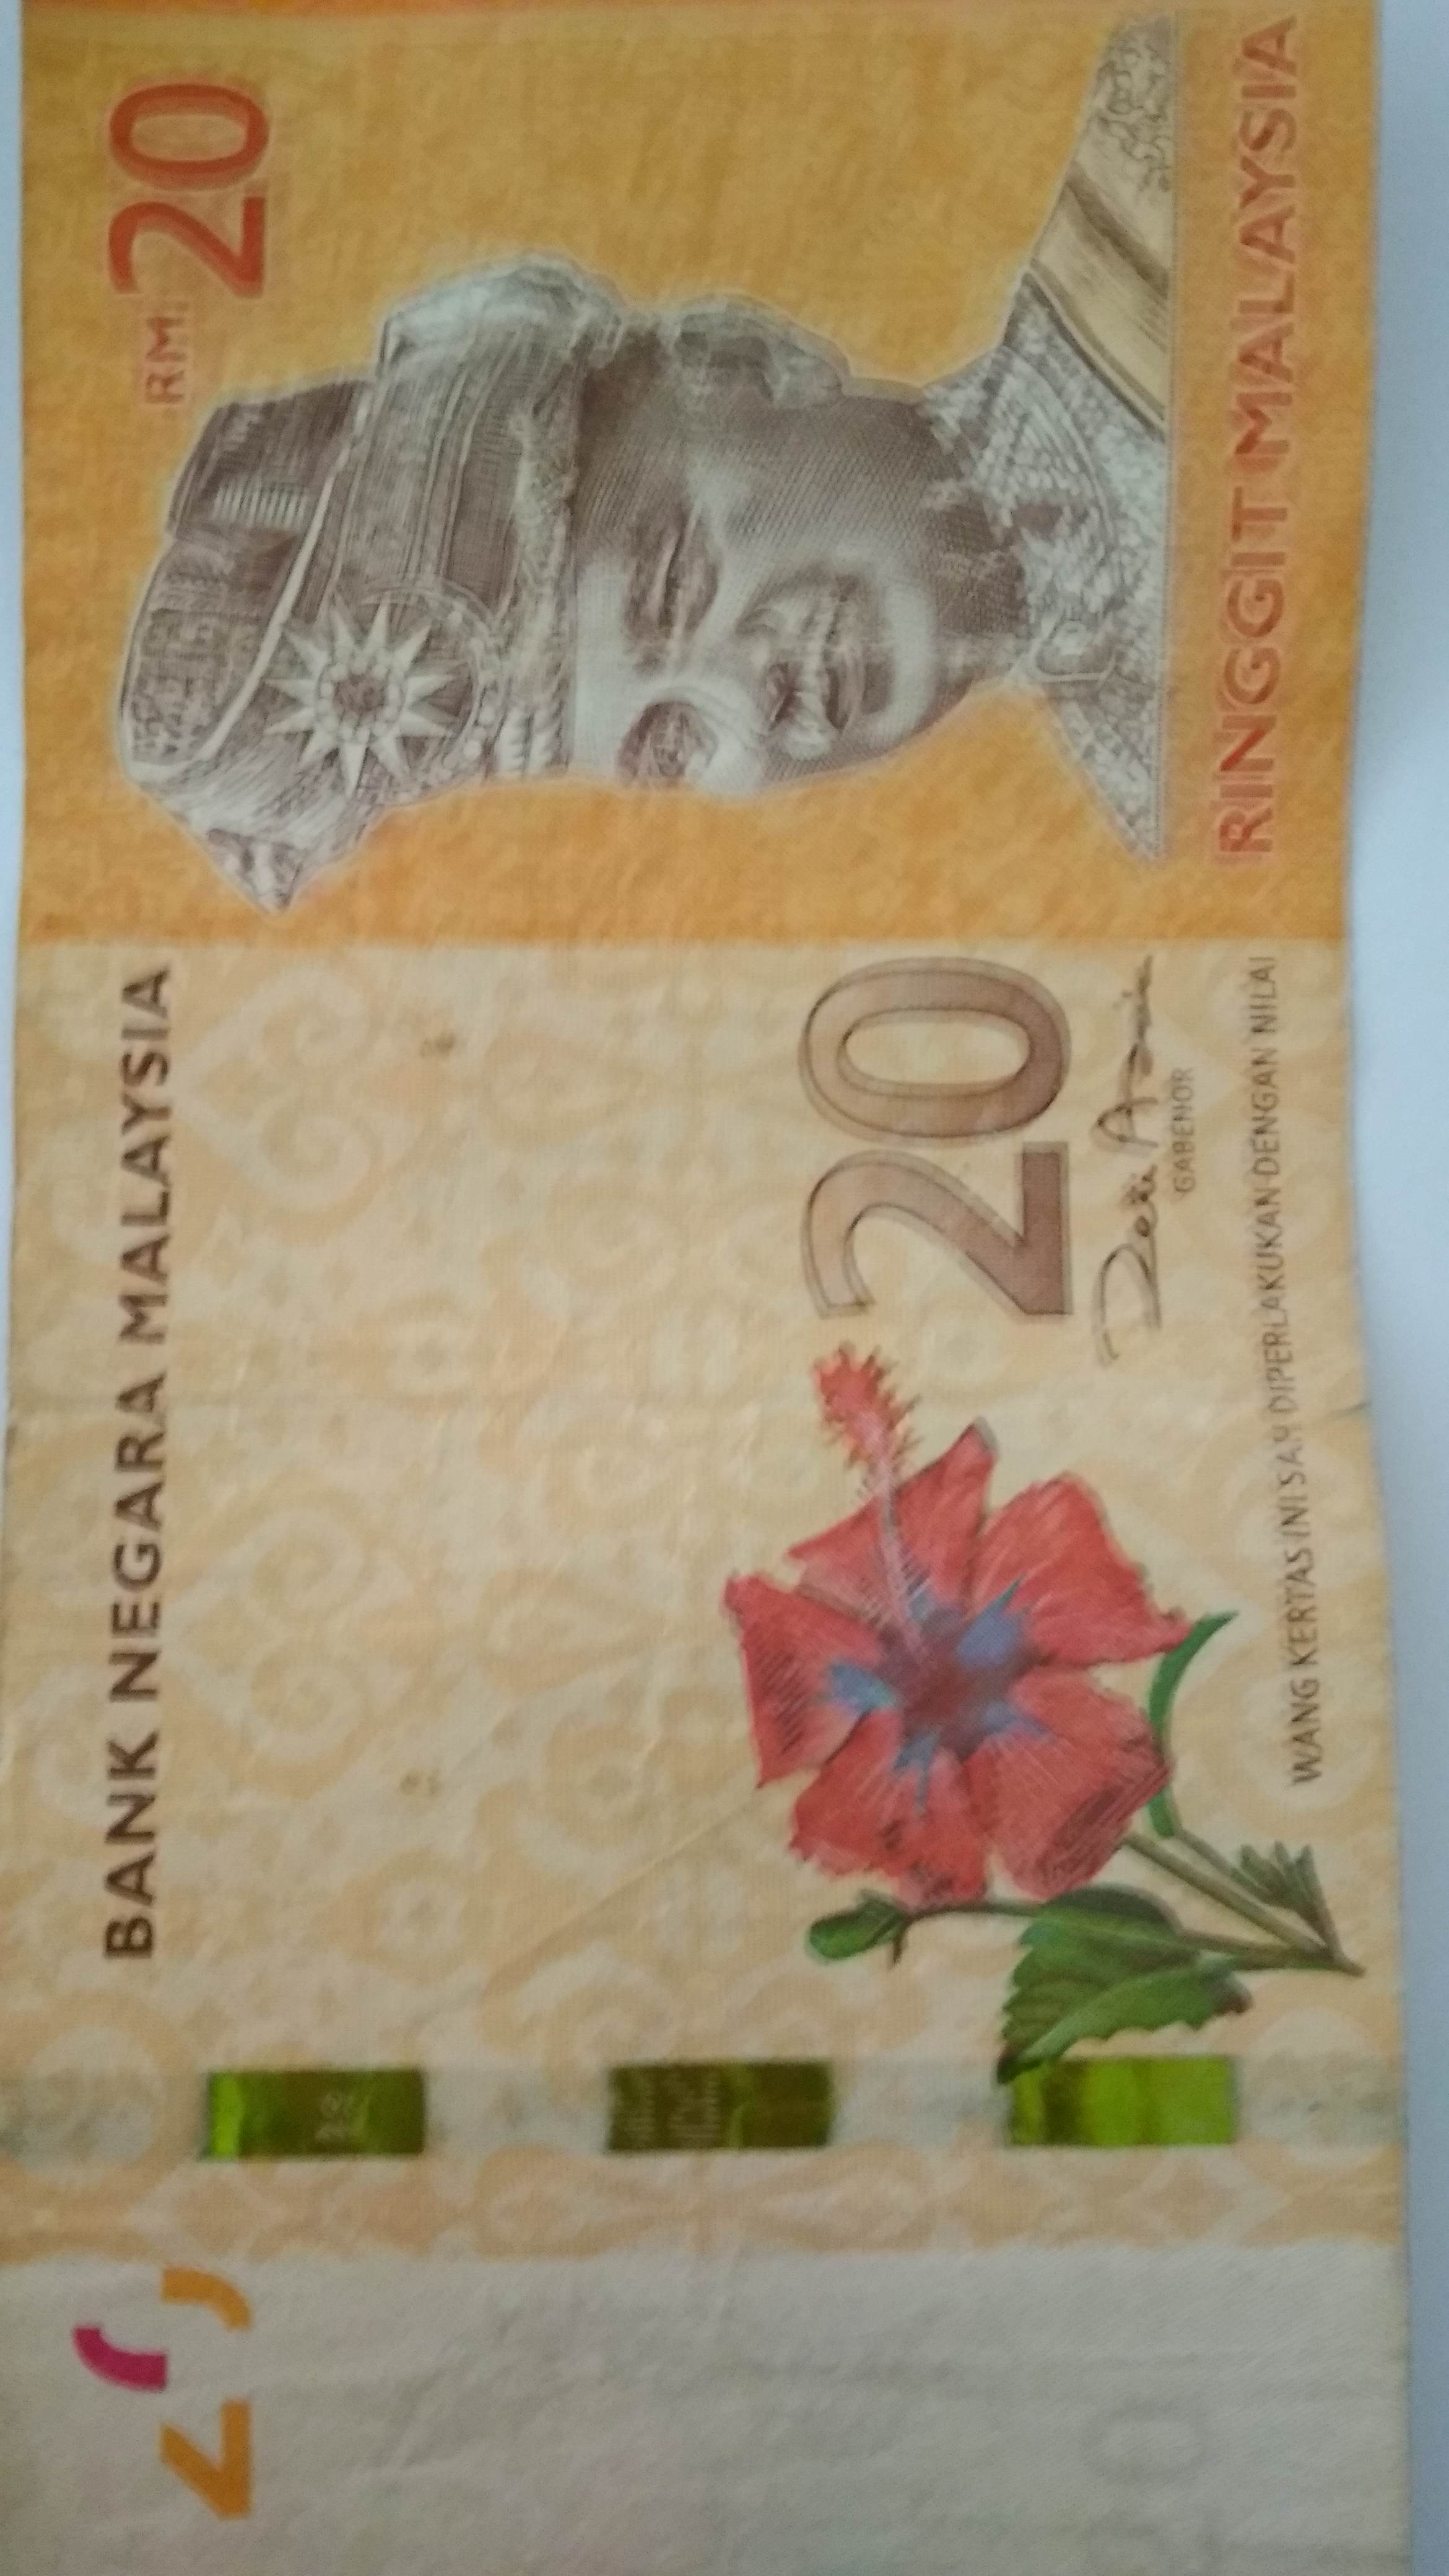 BANK NEGARA MALAYSIA
RM 20
20
GABENOR
WANG KERTAS INI SAH DIPERLAKUKAN DENGAN NILAI
RINGGIT MALAYSIA